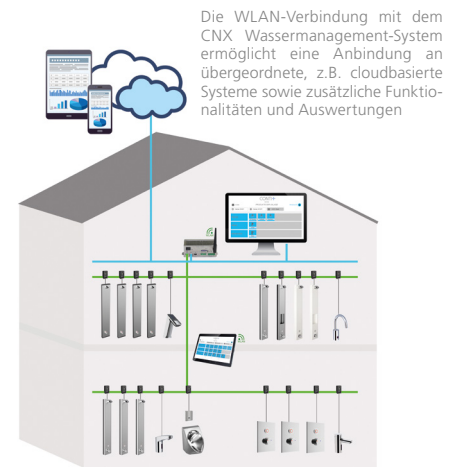 Die WLAN-Verbindung mit dem
CNX Wassermanagement-System
ermöglicht eine Anbindung an
übergeordnete, z.B. cloudbasierte
Systeme sowie zusätzliche Funktio-
nalitäten und Auswertungen